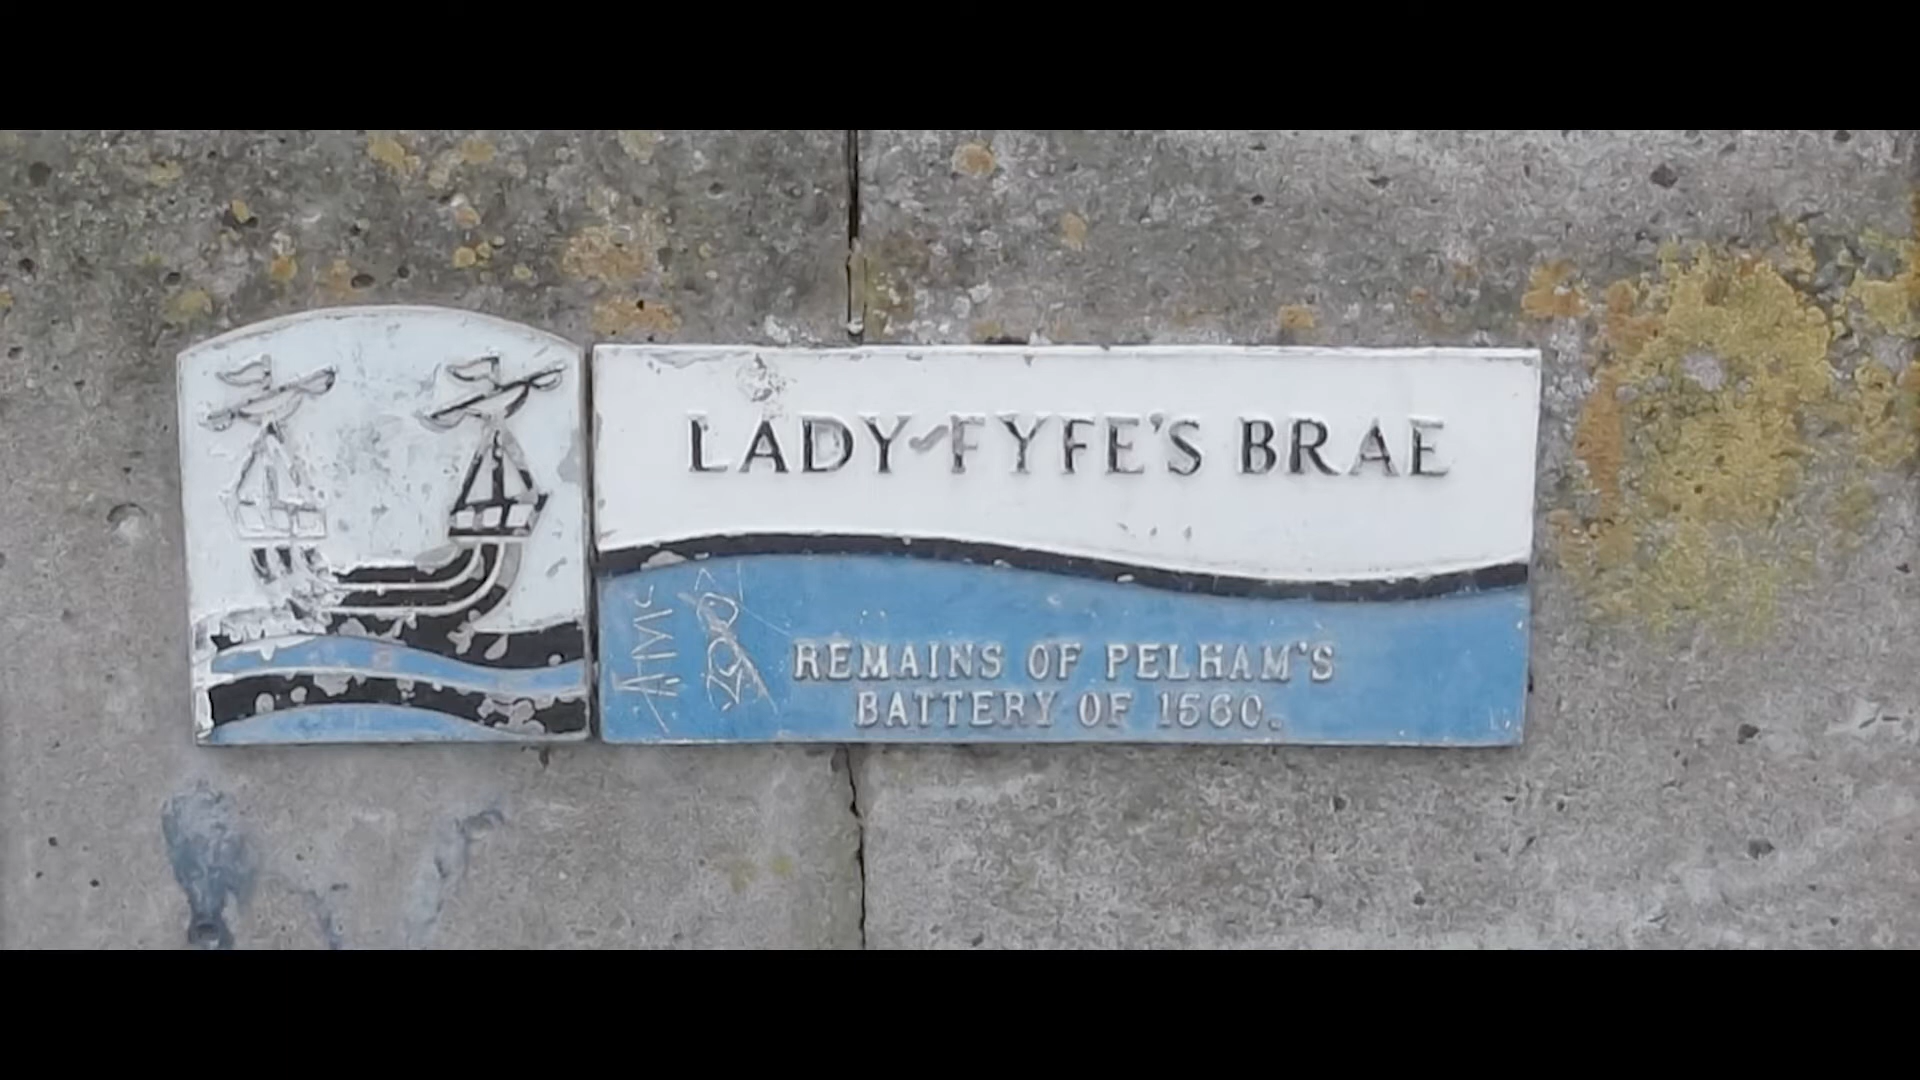 LADY FYFE'S BRAE
REMAINS OF PELHAM'S
BATTERY OF 1560.